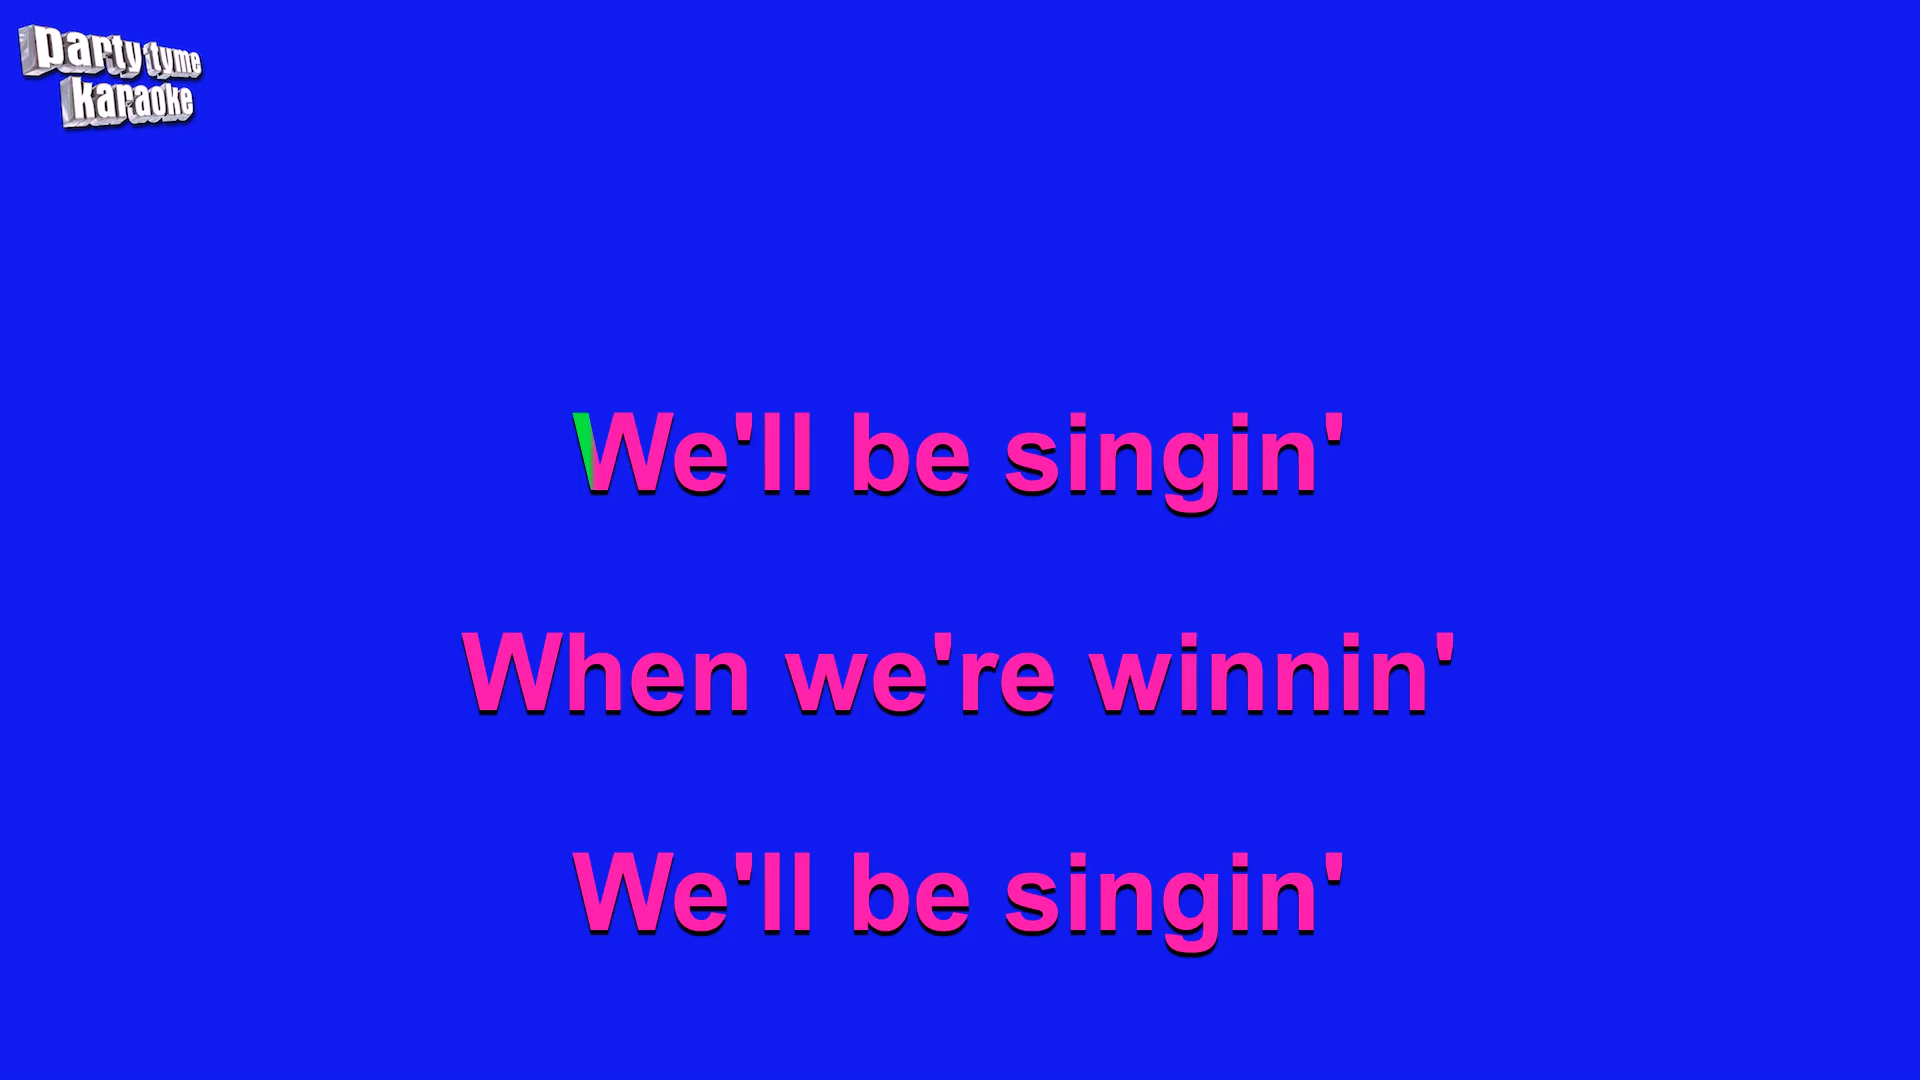 party tyme
karaoke
We'll be singin'
When we're winnin'
We'll be singin'